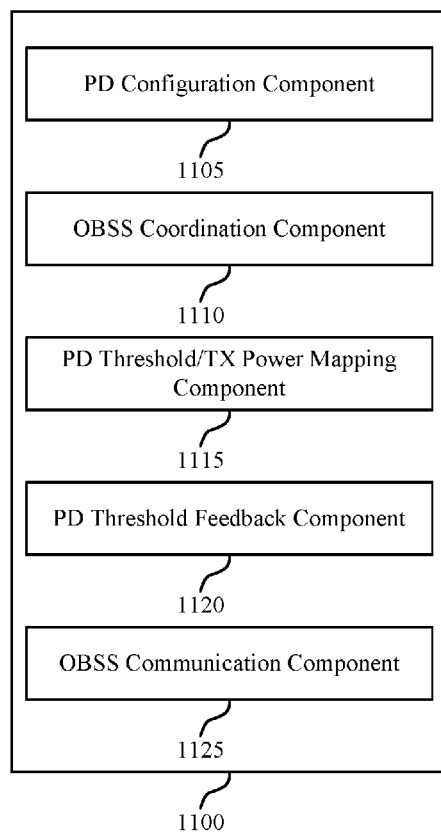 PD Configuration Component
1105
OBSS Coordination Component
1110
PD Threshold/TX Power Mapping
Component
1115
PD Threshold Feedback Component
1120
OBSS Communication Component
1125
1100